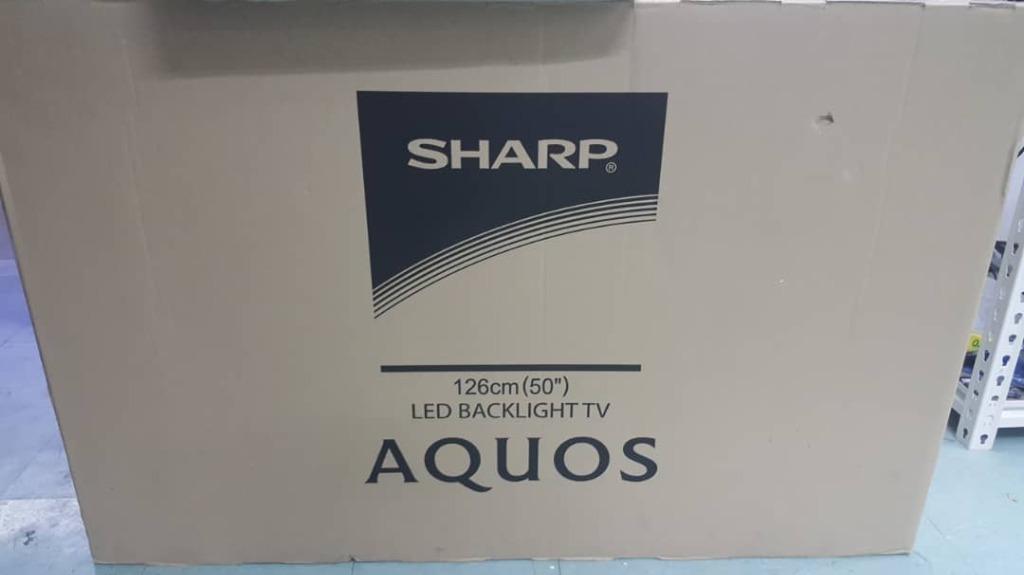 SHARP®
126cm(50")
LED BACKLIGHT TV
AQUOS